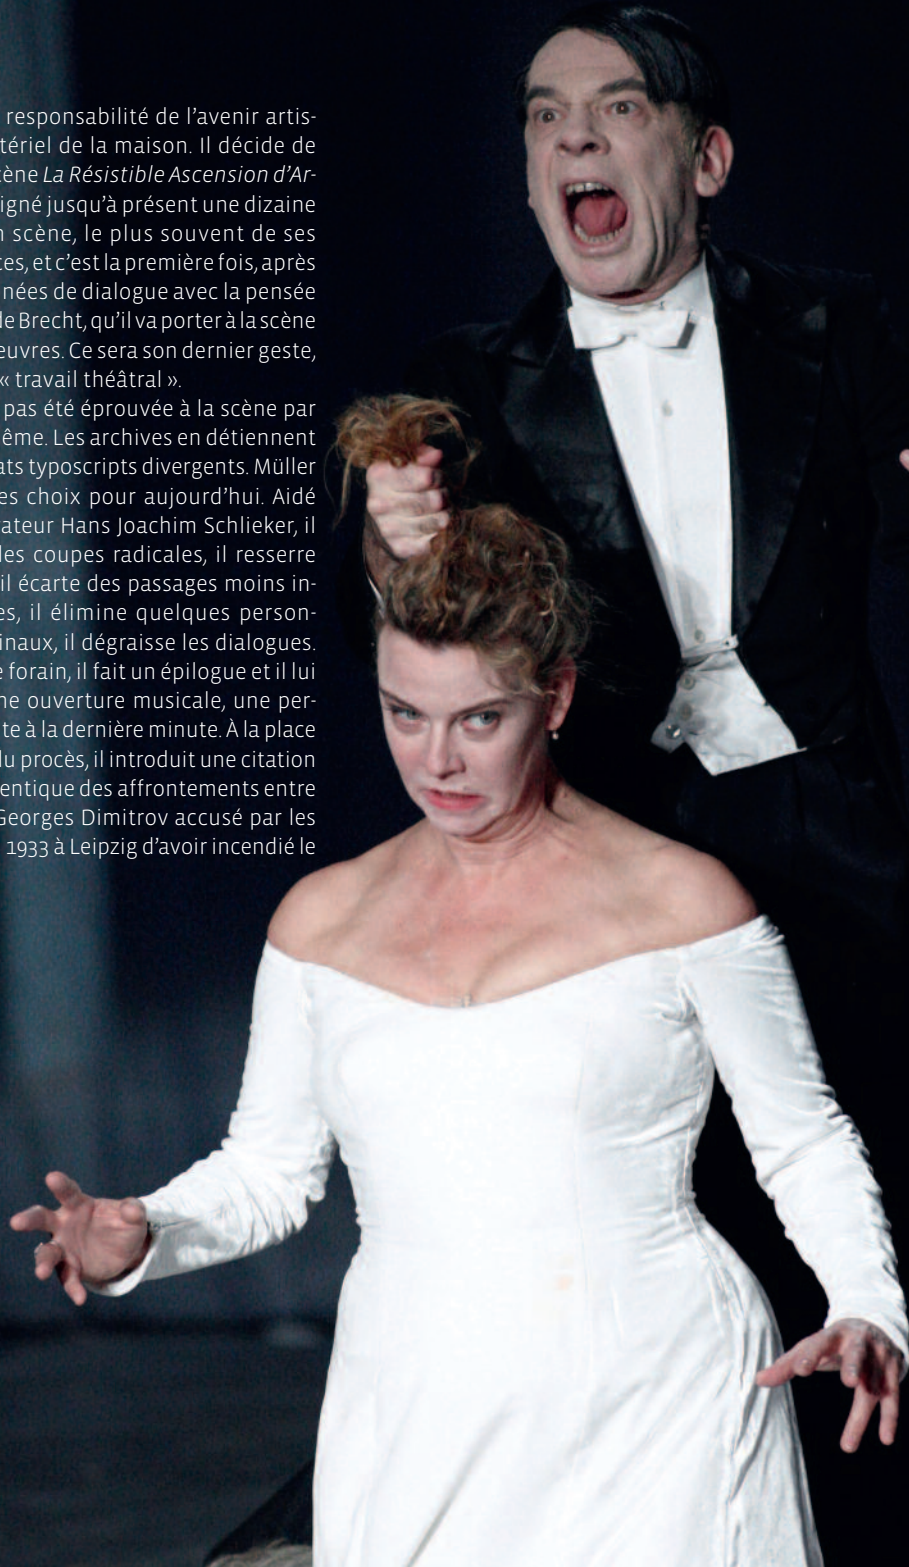 responsabilité de l’avenir artis-
tériel de la maison. Il décide de
cène La Résistible Ascension d’Ar-
igné jusqu’à présent une dizaine
n scène, le plus souvent de ses
ces, et c’est la première fois, après
nées de dialogue avec la pensée
de Brecht, qu’il va porter à la scène
euvres. Ce sera son dernier geste,
« travail théâtral ».
pas été éprouvée à la scène par
ême. Les archives en détiennent
ats typoscripts divergents. Müller
es choix pour aujourd’hui. Aidé
ateur Hans Joachim Schlieker, il
des coupes radicales, il resserre
il écarte des passages moins in-
es, il élimine quelques person-
inaux, il dégraisse les dialogues.
e forain, il fait un épilogue et il lui
ne ouverture musicale, une per-
te à la dernière minute. À la place
du procès, il introduit une citation
entique des affrontements entre
Georges Dimitrov accusé par les
1933 à Leipzig d’avoir incendié le